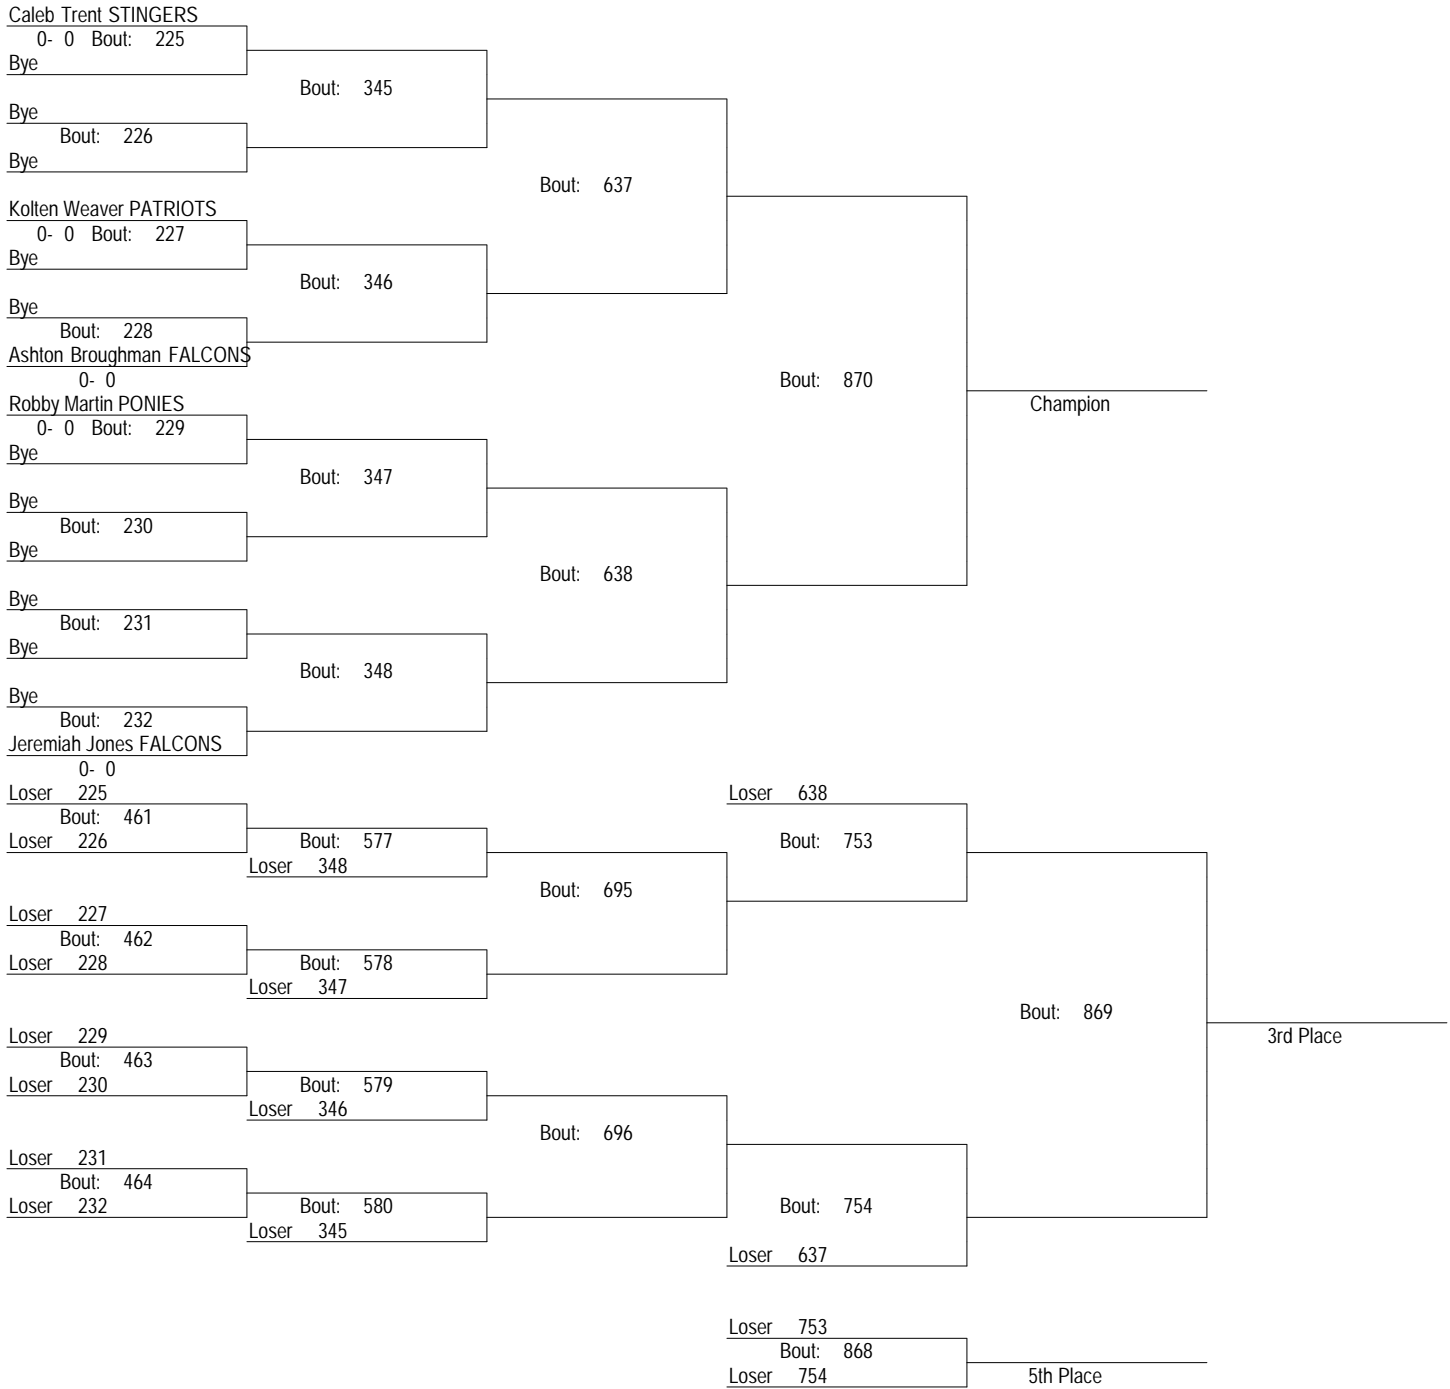 Caleb Trent STINGERS
0- 0 Bout: 225
Bye
Bout: 345
Bye
Bout: 226
Bye
Bout: 637
Kolten Weaver PATRIOTS
0- 0 Bout: 227
Bye
Bout: 346
Bye
Bout: 228
Ashton Broughman FALCONS
0- 0
Bout: 870
Robby Martin PONIES
Champion
0- 0 Bout: 229
Bye
Bout: 347
Bye
Bout: 230
Bye
Bout: 638
Bye
Bout: 231
Bye
Bout: 348
Bye
Bout: 232
Jeremiah Jones FALCONS
0- 0
Loser 225
Loser 638
Bout: 461
Loser 226
Bout: 577
Bout: 753
Loser 348
Bout: 695
Loser 227
Bout: 462
Loser 228
Bout: 578
Loser 347
Bout: 869
Loser 229
3rd Place
Bout: 463
Loser 230
Bout: 579
Loser 346
Bout: 696
Loser 231
Bout: 464
Loser 232
Bout: 580
Bout: 754
Loser 345
Loser 637
Loser 753
Bout: 868
Loser 754
5th Place